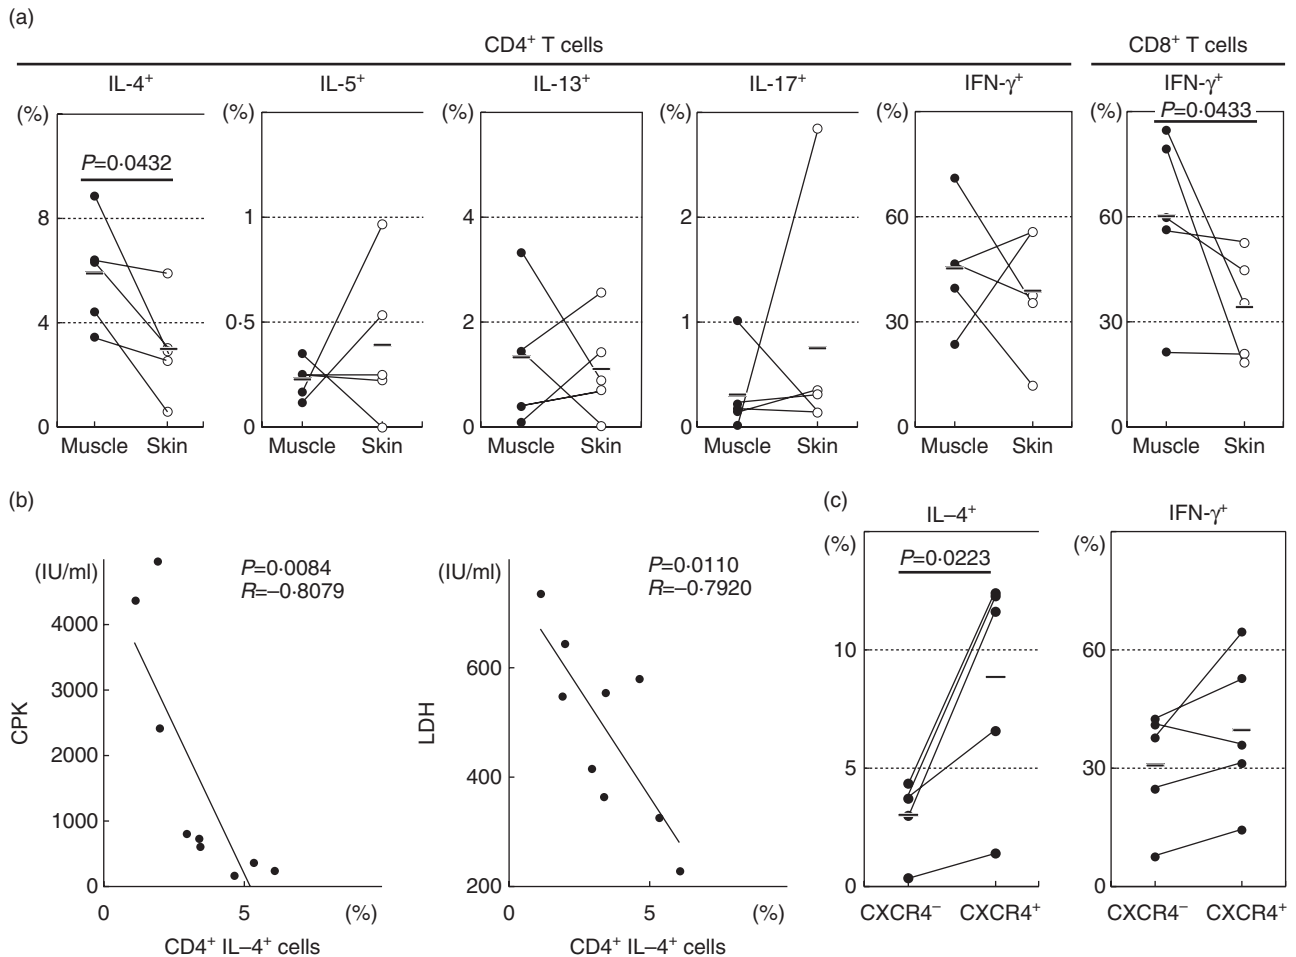 (a)
CD4⁺ T cells
CD8⁺ T cells
IL-4⁺
IL-5⁺
IL-13⁺
IL-17⁺
IFN-γ⁺
IFN-γ⁺
(%)
P=0·0432
8
4
0
Muscle Skin
(%)
1
0·5
0
Muscle Skin
(%)
4
2
0
Muscle Skin
(%)
2
1
0
Muscle Skin
(%)
60
30
0
Muscle Skin
(%)
P=0·0433
60
30
0
Muscle Skin
(b)
(IU/ml)
P=0·0084
R=–0·8079
CPK
4000
3000
2000
1000
0
0 5 (%)
CD4⁺ IL–4⁺ cells
(IU/ml)
P=0·0110
R=–0·7920
LDH
600
400
200
0 5 (%)
CD4⁺ IL–4⁺ cells
(c)
IL–4⁺
(%)
P=0·0223
10
5
0
CXCR4⁻ CXCR4⁺
IFN-γ⁺
(%)
60
30
0
CXCR4⁻ CXCR4⁺